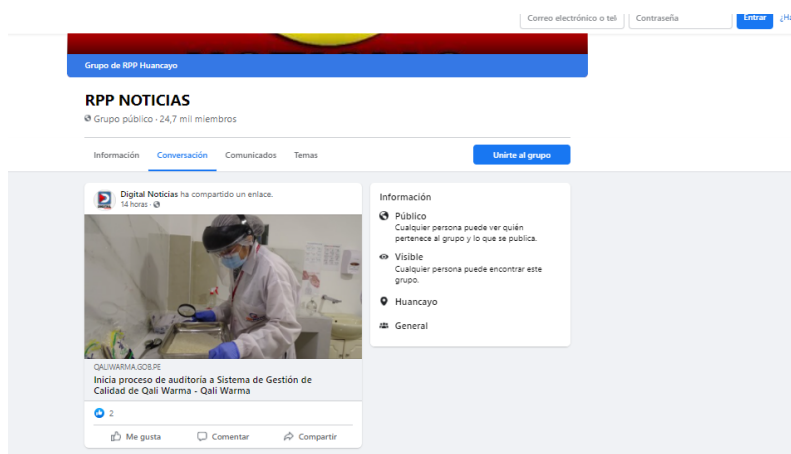 Correo electrónico o tel
Contraseña
Entrar
Grupo de RPP Huancayo
RPP NOTICIAS
Grupo público · 24,7 mil miembros
Información
Conversación
Comunicados
Temas
Unirte al grupo
Digital Noticias ha compartido un enlace.
14 horas ·
QALIWARMA.GOB.PE
Inicia proceso de auditoría a Sistema de Gestión de
Calidad de Qali Warma - Qali Warma
2
Me gusta
Comentar
Compartir
Información
Público
Cualquier persona puede ver quién
pertenece al grupo y lo que se publica.
Visible
Cualquier persona puede encontrar este
grupo.
Huancayo
General